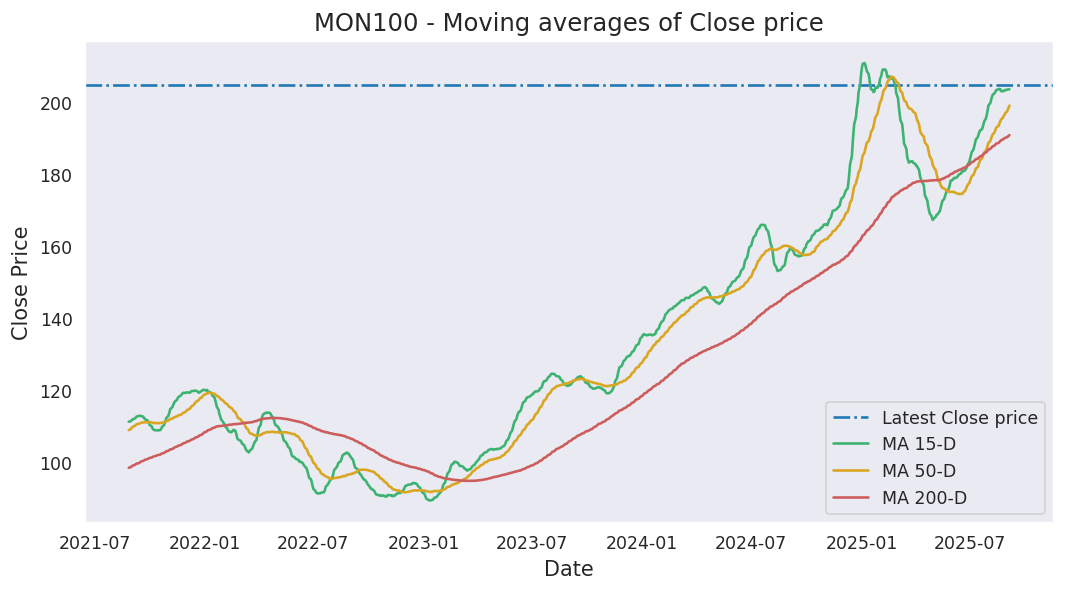 MON100 - Moving averages of Close price
Close Price
200
180
160
140
120
100
2021-07
2022-01
2022-07
2023-01
2023-07
2024-01
2024-07
2025-01
2025-07
Date
Latest Close price
MA 15-D
MA 50-D
MA 200-D